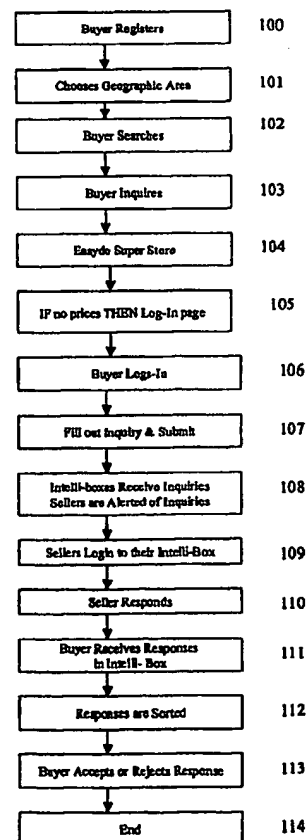 Buyer Registers 100
Chooses Geographic Area 101
Buyer Searches 102
Buyer Inquires 103
Easydo Super Store 104
IF no prices THEN Log-In page 105
Buyer Logs-In 106
Fill out Inquiry & Submit 107
Intelli-boxes Receive Inquiries 108
Sellers are Alerted of Inquiries
Sellers Login to their Intelli-Box 109
Seller Responds 110
Buyer Receives Responses 111
in Intelli- Box
Responses are Sorted 112
Buyer Accepts or Rejects Response 113
End 114